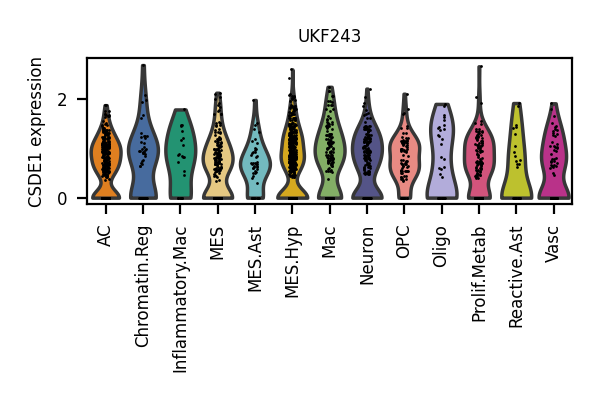 UKF243
CSDE1 expression
2
0
AC
Chromatin.Reg
Inflammatory.Mac
MES
MES.Ast
MES.Hyp
Mac
Neuron
OPC
Oligo
Prolif.Metab
Reactive.Ast
Vasc